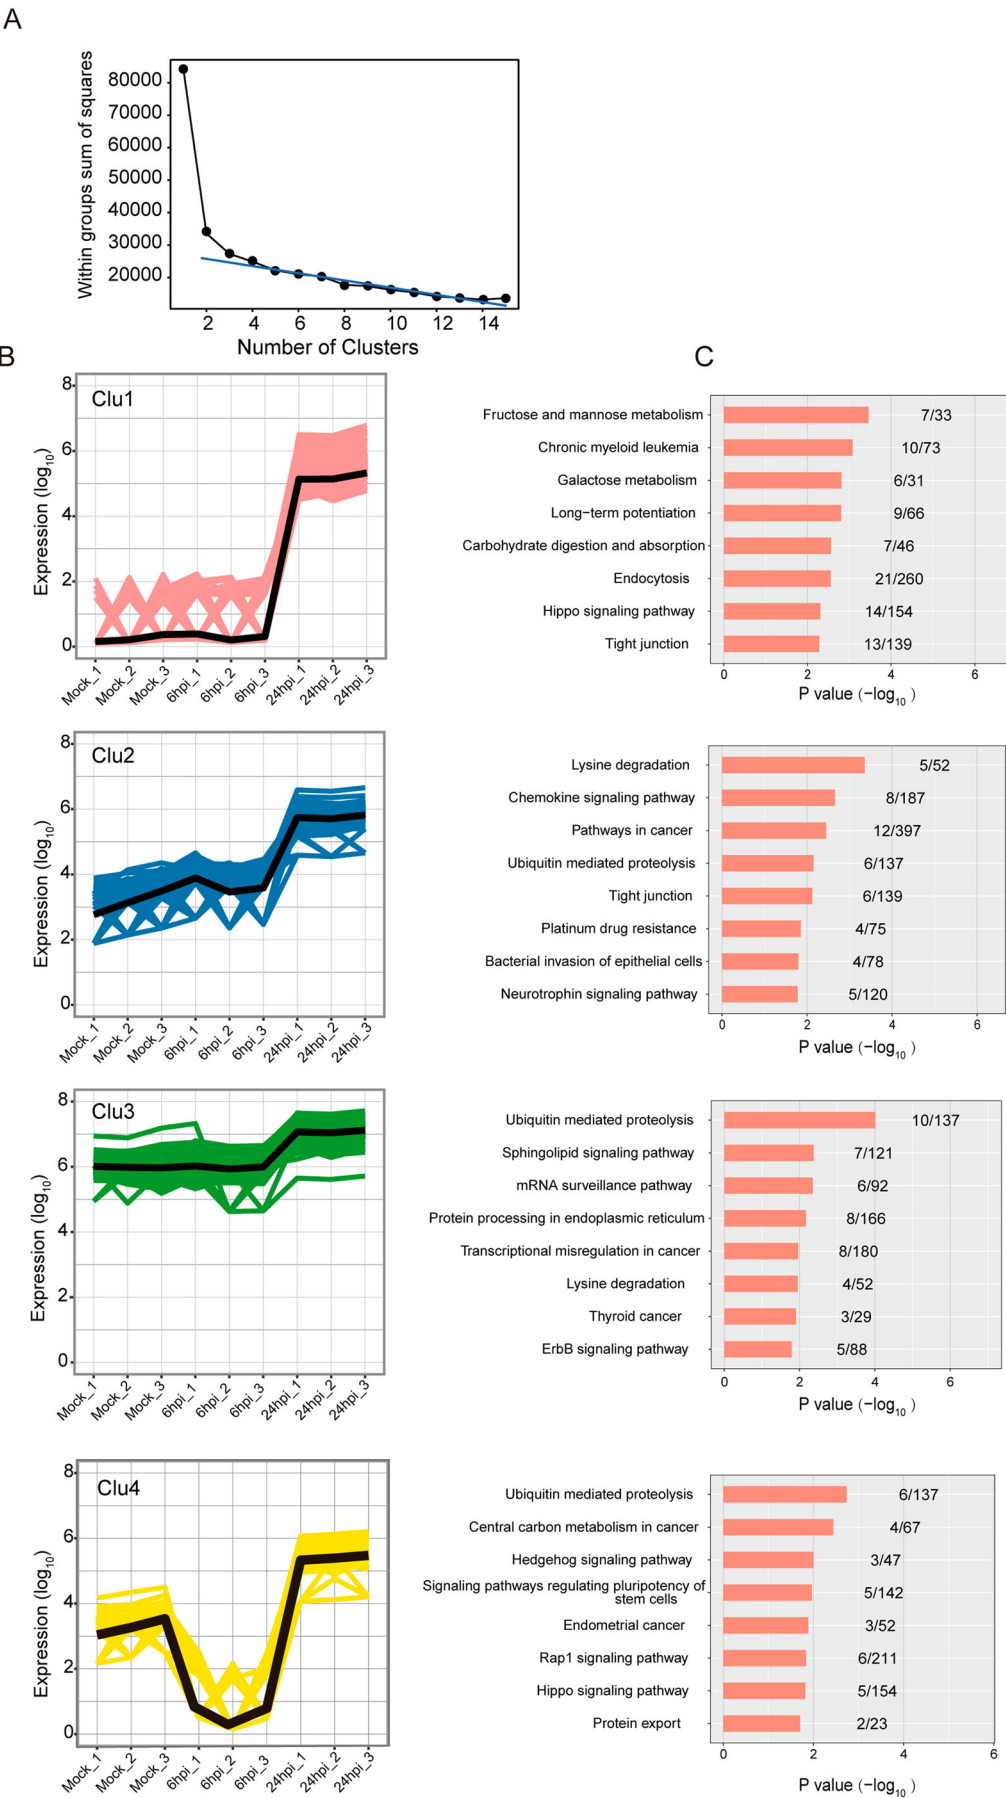 A
Within groups sum of squares
80000
70000
60000
50000
40000
30000
20000
2 4 6 8 10 12 14
Number of Clusters
B
Clu1
Expression (log10)
8
6
4
2
0
Mock_1 Mock_2 Mock_3 6hpi_1 6hpi_2 6hpi_3 24hpi_1 24hpi_2 24hpi_3
Clu2
Expression (log10)
8
6
4
2
0
Mock_1 Mock_2 Mock_3 6hpi_1 6hpi_2 6hpi_3 24hpi_1 24hpi_2 24hpi_3
Clu3
Expression (log10)
8
6
4
2
0
Mock_1 Mock_2 Mock_3 6hpi_1 6hpi_2 6hpi_3 24hpi_1 24hpi_2 24hpi_3
Clu4
Expression (log10)
8
6
4
2
0
Mock_1 Mock_2 Mock_3 6hpi_1 6hpi_2 6hpi_3 24hpi_1 24hpi_2 24hpi_3
C
Fructose and mannose metabolism 7/33
Chronic myeloid leukemia 10/73
Galactose metabolism 6/31
Long−term potentiation 9/66
Carbohydrate digestion and absorption 7/46
Endocytosis 21/260
Hippo signaling pathway 14/154
Tight junction 13/139
0 2 4 6
P value (−log10 )
Lysine degradation 5/52
Chemokine signaling pathway 8/187
Pathways in cancer 12/397
Ubiquitin mediated proteolysis 6/137
Tight junction 6/139
Platinum drug resistance 4/75
Bacterial invasion of epithelial cells 4/78
Neurotrophin signaling pathway 5/120
0 2 4 6
P value (−log10 )
Ubiquitin mediated proteolysis 10/137
Sphingolipid signaling pathway 7/121
mRNA surveillance pathway 6/92
Protein processing in endoplasmic reticulum 8/166
Transcriptional misregulation in cancer 8/180
Lysine degradation 4/52
Thyroid cancer 3/29
ErbB signaling pathway 5/88
0 2 4 6
P value (−log10 )
Ubiquitin mediated proteolysis 6/137
Central carbon metabolism in cancer 4/67
Hedgehog signaling pathway 3/47
Signaling pathways regulating pluripotency of
stem cells 5/142
Endometrial cancer 3/52
Rap1 signaling pathway 6/211
Hippo signaling pathway 5/154
Protein export 2/23
0 2 4 6
P value (−log10 )